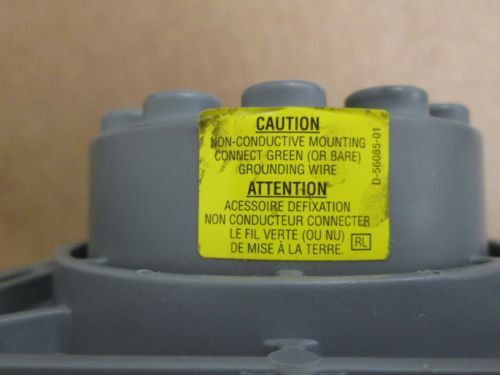 CAUTION
NON-CONDUCTIVE MOUNTING
CONNECT GREEN (OR BARE)
GROUNDING WIRE
ATTENTION
ACESSOIRE DEFIXATION
NON CONDUCTEUR CONNECTER
LE FIL VERTE (OU NU)
DE MISE À LA TERRE.
RL
D-56085-01